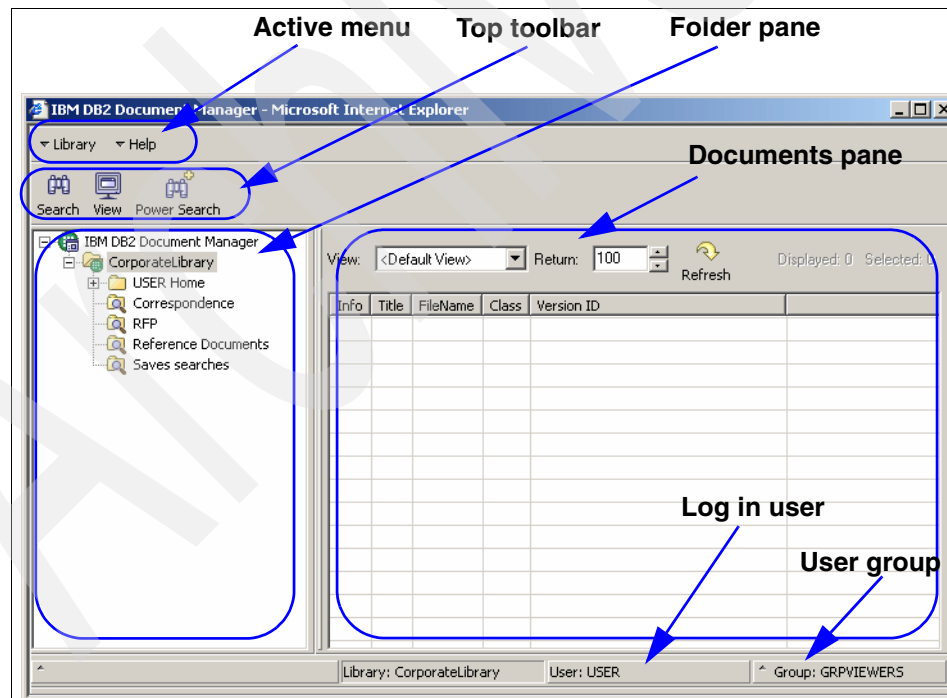 Active menu Top toolbar Folder pane
IBM DB2 Document Manager - Microsoft Internet Explorer
Library Help
Documents pane
Search View Power Search
IBM DB2 Document Manager
CorporateLibrary
USER Home
Correspondence
RFP
Reference Documents
Saves searches
View: <Default View> Return: 100 Refresh Displayed: 0 Selected: 0
Info Title FileName Class Version ID
Log in user
User group
Library: CorporateLibrary User: USER Group: GRPVIEWERS